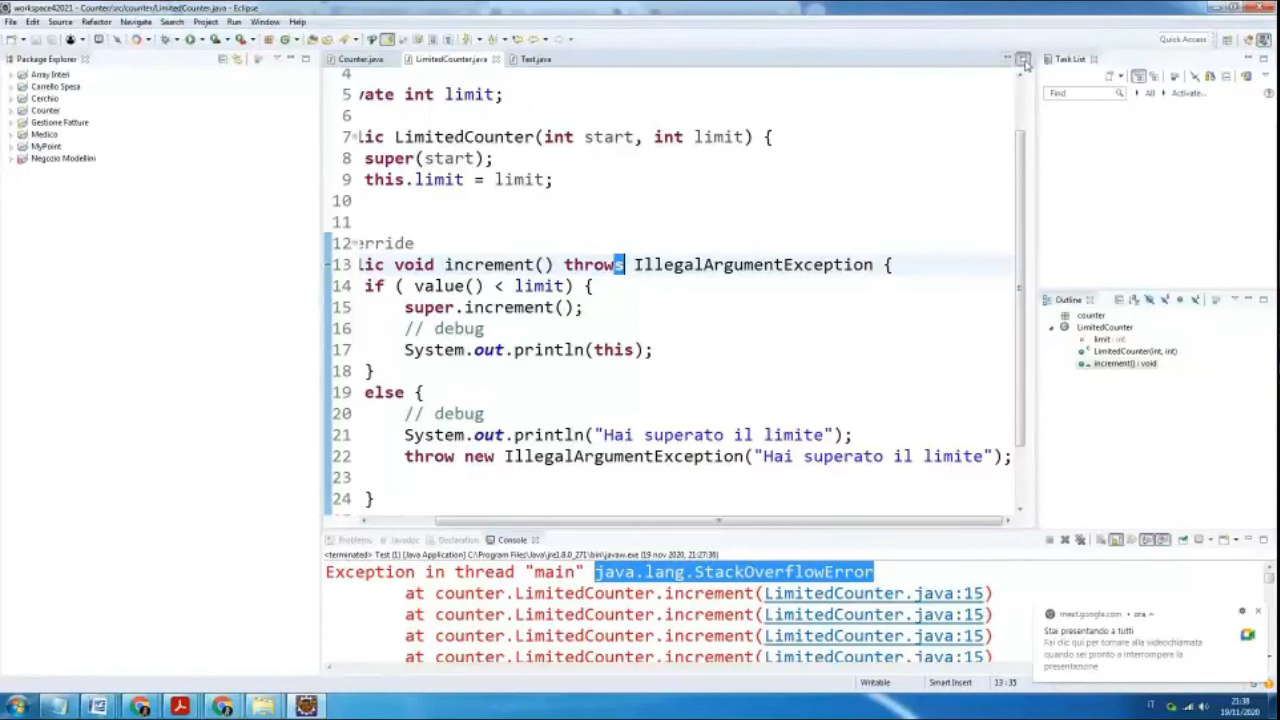 workspace42021 - Counter/src/counter/LimitedCounter.java - Eclipse
File Edit Source Refactor Navigate Search Project Run Window Help
Quick Access
Package Explorer
Counter.java
LimitedCounter.java
Test.java
Task List
Array Interi
Carrello Spesa
Cerchio
Counter
Gestione Fatture
Medico
MyPoint
Negozio Modellini
Find
All
Activate...
4
5 vate int limit;
6
7 lic LimitedCounter(int start, int limit) {
8 super(start);
9 this.limit = limit;
10
11
12 erride
13 lic void increment() throws IllegalArgumentException {
14 if ( value() < limit) {
15 super.increment();
16 // debug
17 System.out.println(this);
18 }
19 else {
20 // debug
21 System.out.println("Hai superato il limite");
22 throw new IllegalArgumentException("Hai superato il limite");
23
24 }
Outline
counter
LimitedCounter
limit : int
LimitedCounter(int, int)
increment() : void
Problems Javadoc Declaration Console
<terminated> Test (1) [Java Application] C:\Program Files\Java\jre1.8.0_271\bin\javaw.exe (19 nov 2020, 21:27:36)
Exception in thread "main" java.lang.StackOverflowError
at counter.LimitedCounter.increment(LimitedCounter.java:15)
at counter.LimitedCounter.increment(LimitedCounter.java:15)
at counter.LimitedCounter.increment(LimitedCounter.java:15)
at counter.LimitedCounter.increment(LimitedCounter.java:15)
meet.google.com • ora
Stai presentando a tutti
Fai clic qui per tornare alla videochiamata
quando sei pronto a interrompere la
presentazione
Writable
Smart Insert
13 : 35
IT
21:38
19/11/2020